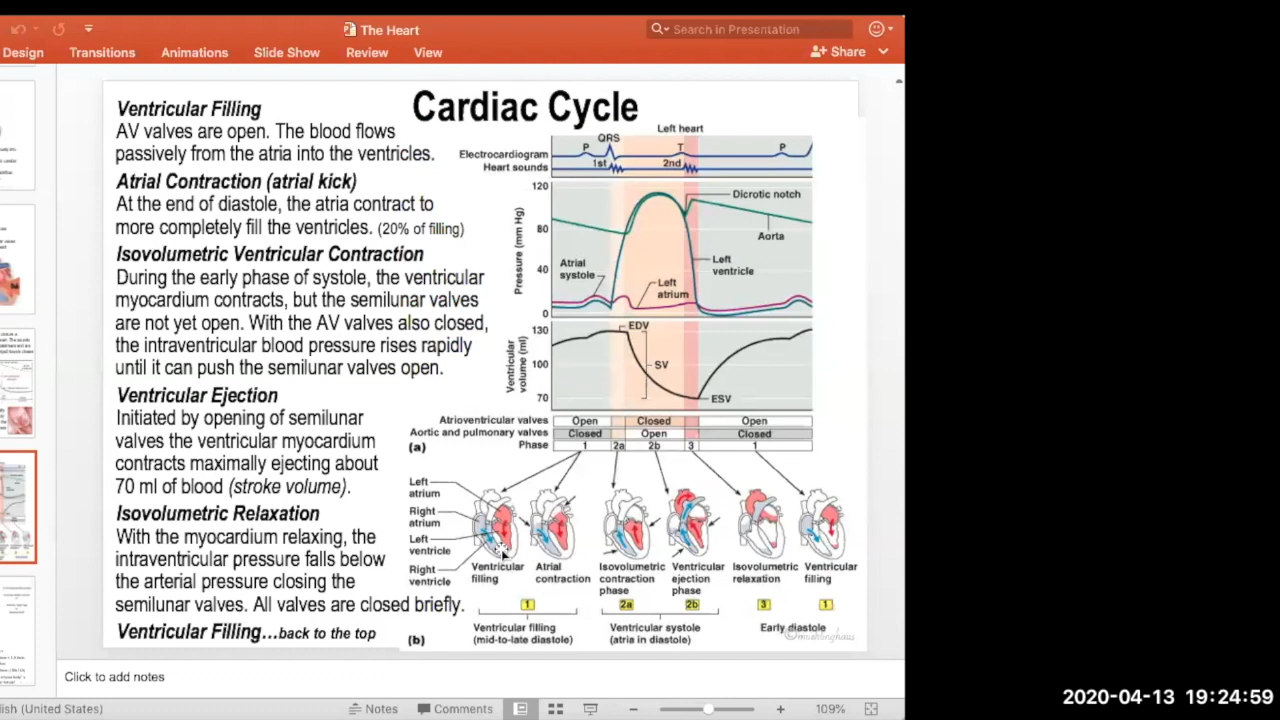 The Heart
Search in Presentation
Design Transitions Animations Slide Show Review View Share
Cardiac Cycle
Ventricular Filling
AV valves are open. The blood flows
passively from the atria into the ventricles.
Atrial Contraction (atrial kick)
At the end of diastole, the atria contract to
more completely fill the ventricles. (20% of filling)
Isovolumetric Ventricular Contraction
During the early phase of systole, the ventricular
myocardium contracts, but the semilunar valves
are not yet open. With the AV valves also closed,
the intraventricular blood pressure rises rapidly
until it can push the semilunar valves open.
Ventricular Ejection
Initiated by opening of semilunar
valves the ventricular myocardium
contracts maximally ejecting about
70 ml of blood (stroke volume).
Isovolumetric Relaxation
With the myocardium relaxing, the
intraventricular pressure falls below
the arterial pressure closing the
semilunar valves. All valves are closed briefly.
Ventricular Filling...back to the top
Left heart
QRS
P T P
Electrocardiogram
Heart sounds
1st 2nd
120
80
40
0
Pressure (mm Hg)
Dicrotic notch
Aorta
Atrial
systole
Left
ventricle
Left
atrium
130
100
70
Ventricular
volume (ml)
EDV
SV
ESV
Atrioventricular valves Open Closed Open
Aortic and pulmonary valves Closed Open Closed
Phase 1 2a 2b 3 1
(a)
Left
atrium
Right
atrium
Left
ventricle
Right
ventricle
Ventricular
filling
Atrial
contraction
Isovolumetric
contraction
phase
Ventricular
ejection
phase
Isovolumetric
relaxation
Ventricular
filling
1 2a 2b 3 1
Ventricular filling
(mid-to-late diastole)
Ventricular systole
(atria in diastole)
Early diastole
(b)
Click to add notes
lish (United States)
Notes Comments 109%
2020-04-13 19:24:59